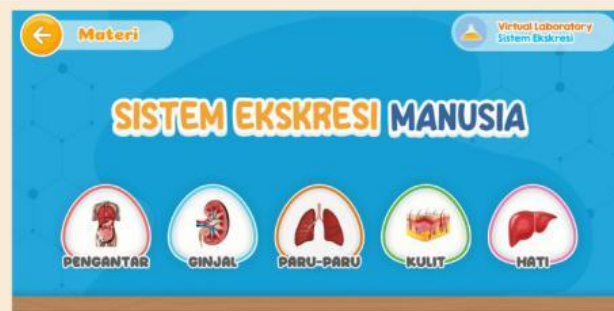 Materi
Virtual Laboratory
Sistem Ekskresi
SISTEM EKSKRESI MANUSIA
PENGANTAR
GINJAL
PARU-PARU
KULIT
HATI